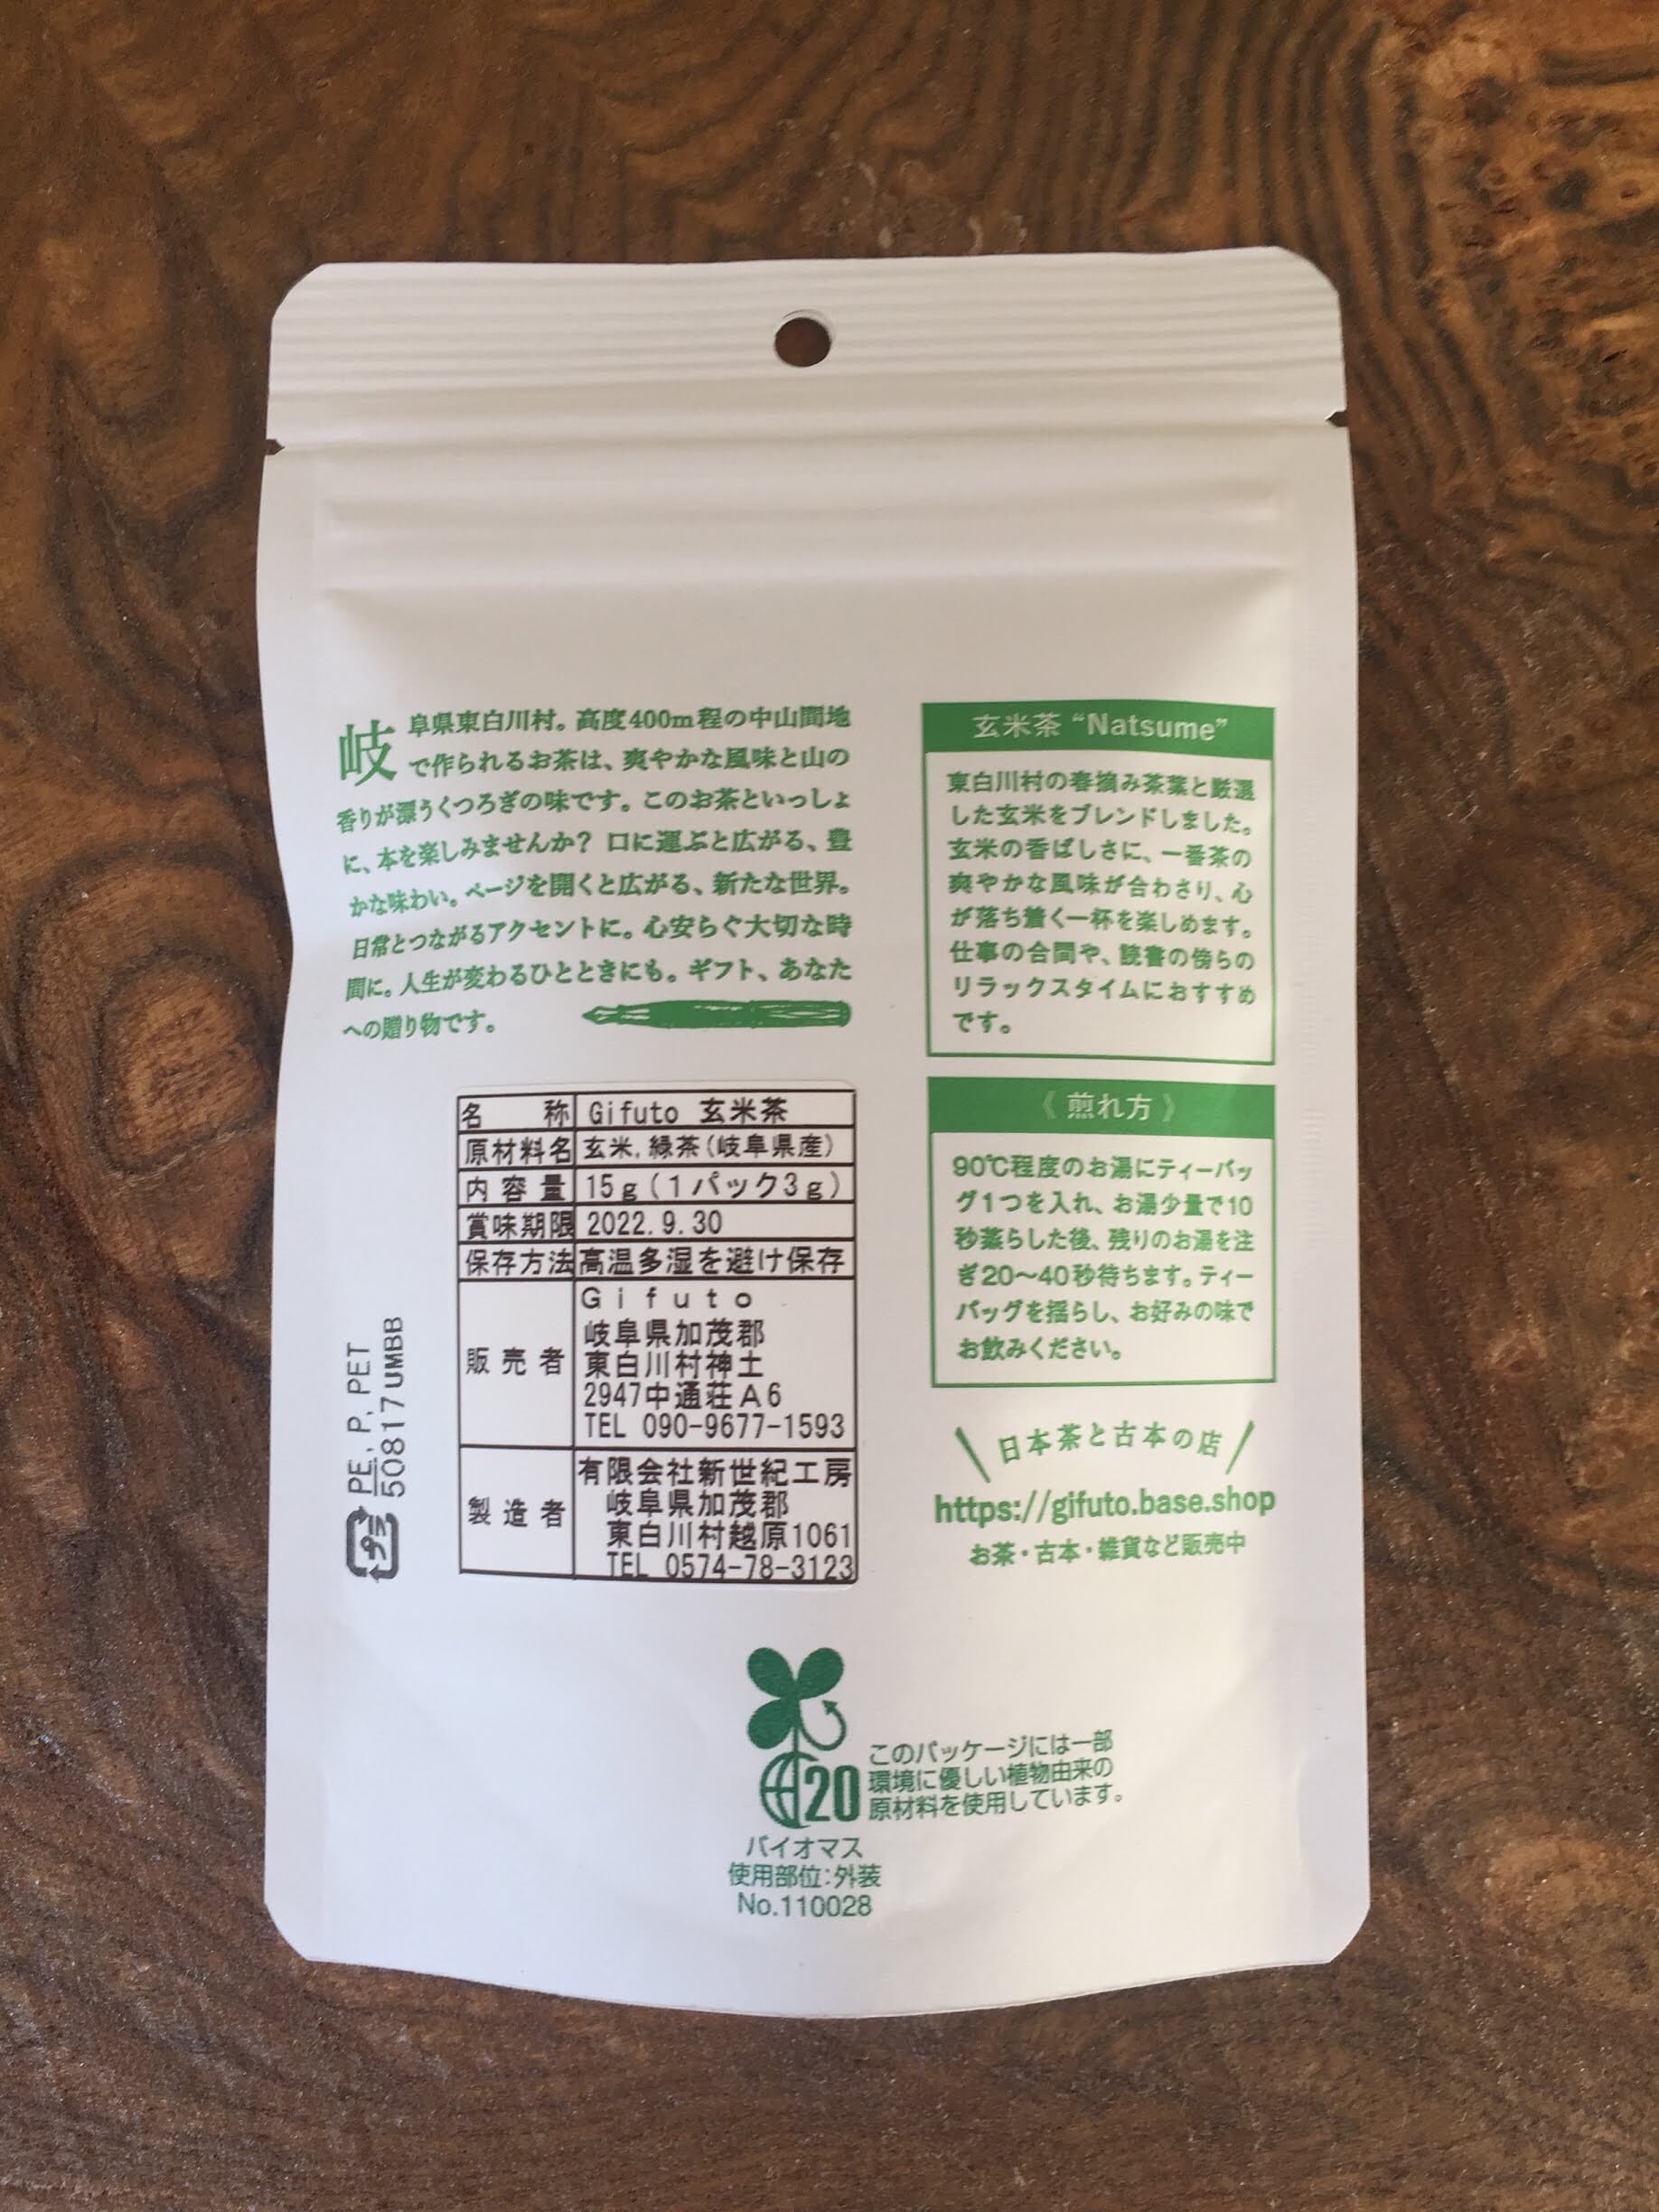 岐阜県東白川村。高度400m程の中山間地
で作られるお茶は、爽やかな風味と山の
香りが漂うくつろぎの味です。このお茶といっしょ
に、本を楽しみませんか？ 口に運ぶと広がる、豊
かな味わい。ページを開くと広がる、新たな世界。
日常とつながるアクセントに。心安らぐ大切な時
間に。人生が変わるひとときにも。ギフト、あなた
への贈り物です。
玄米茶 “Natsume”
東白川村の春摘み茶葉と厳選
した玄米をブレンドしました。
玄米の香ばしさに、一番茶の
爽やかな風味が合わさり、心
が落ち着く一杯を楽しめます。
仕事の合間や、読書の傍らの
リラックスタイムにおすすめ
です。
《 煎れ方 》
90℃程度のお湯にティーバッ
グ1つを入れ、お湯少量で10
秒蒸らした後、残りのお湯を注
ぎ20〜40秒待ちます。ティー
バッグを揺らし、お好みの味で
お飲みください。
日本茶と古本の店
https://gifuto.base.shop
お茶・古本・雑貨など販売中
名称 Gifuto 玄米茶
原材料名 玄米,緑茶(岐阜県産)
内容量 15g(1パック3g)
賞味期限 2022.9.30
保存方法 高温多湿を避け保存
販売者 Gifuto
岐阜県加茂郡
東白川村神土
2947中通荘A6
TEL 090-9677-1593
製造者 有限会社新世紀工房
岐阜県加茂郡
東白川村越原1061
TEL 0574-78-3123
プラ PE, P, PET
50817UMBB
20
このパッケージには一部
環境に優しい植物由来の
原材料を使用しています。
バイオマス
使用部位:外装
No.110028